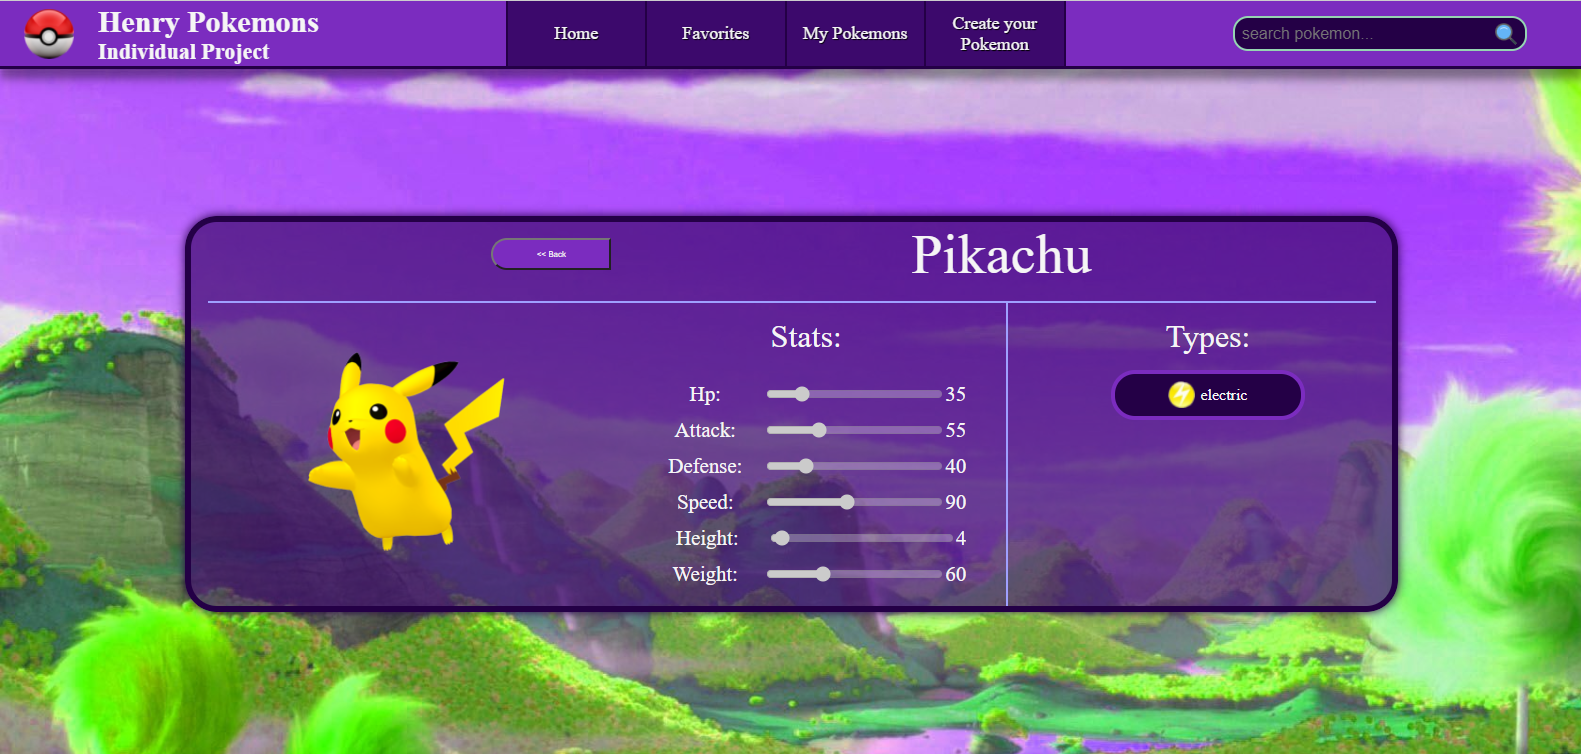 Henry Pokemons
Individual Project
Home
Favorites
My Pokemons
Create your
Pokemon
search pokemon...
<< Back
Pikachu
Stats:
Hp: 35
Attack: 55
Defense: 40
Speed: 90
Height: 4
Weight: 60
Types:
electric